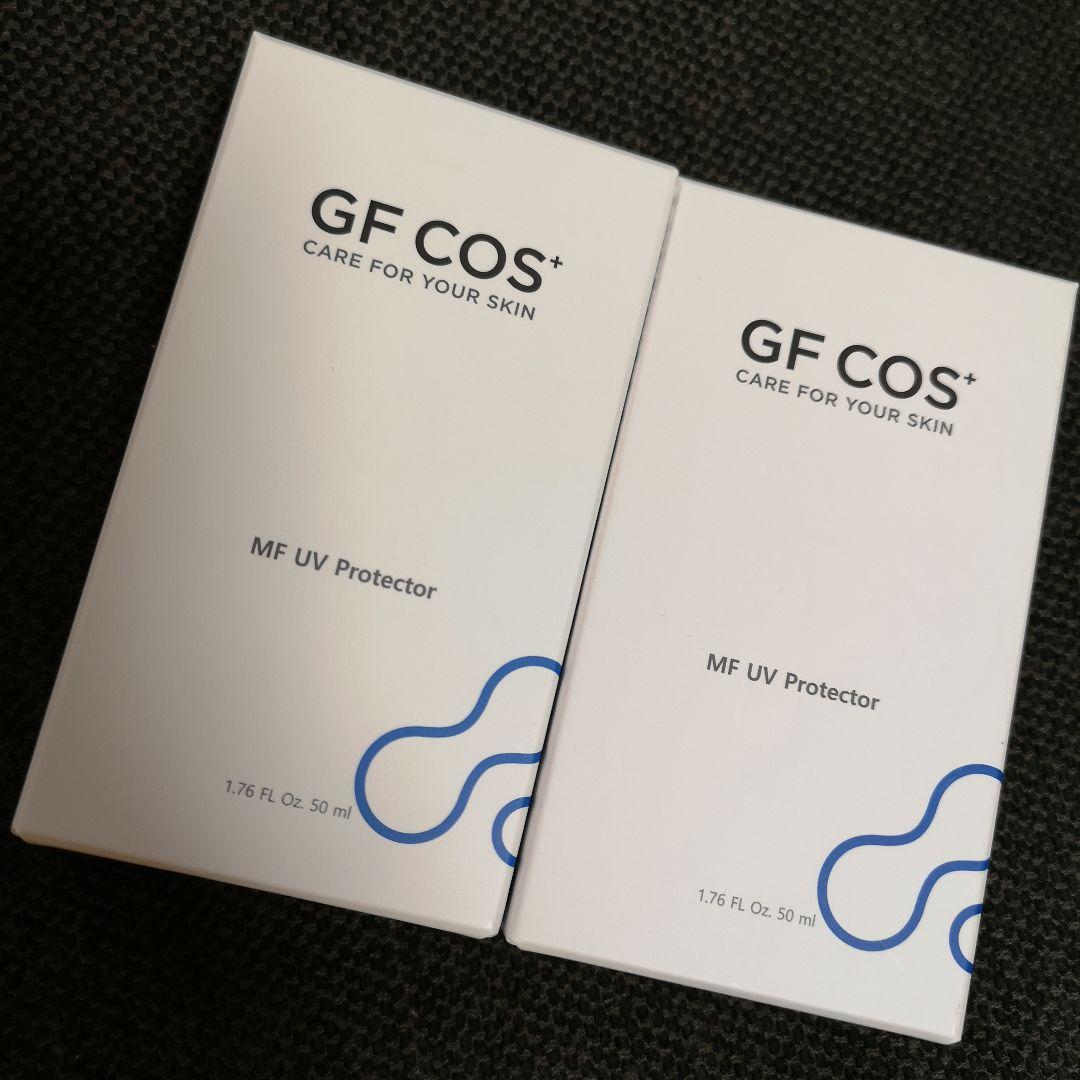 GF COS+
CARE FOR YOUR SKIN
MF UV Protector
1.76 FL Oz. 50 ml
GF COS+
CARE FOR YOUR SKIN
MF UV Protector
1.76 FL Oz. 50 ml